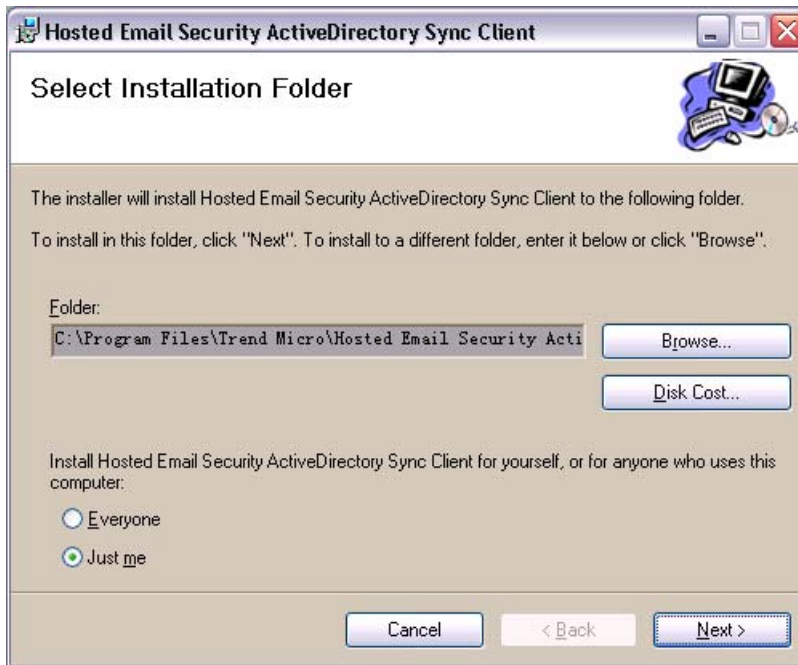 Hosted Email Security ActiveDirectory Sync Client
Select Installation Folder
The installer will install Hosted Email Security ActiveDirectory Sync Client to the following folder.
To install in this folder, click "Next". To install to a different folder, enter it below or click "Browse".
Folder:
C:\Program Files\Trend Micro\Hosted Email Security Acti
Browse...
Disk Cost...
Install Hosted Email Security ActiveDirectory Sync Client for yourself, or for anyone who uses this
computer:
Everyone
Just me
Cancel
< Back
Next >